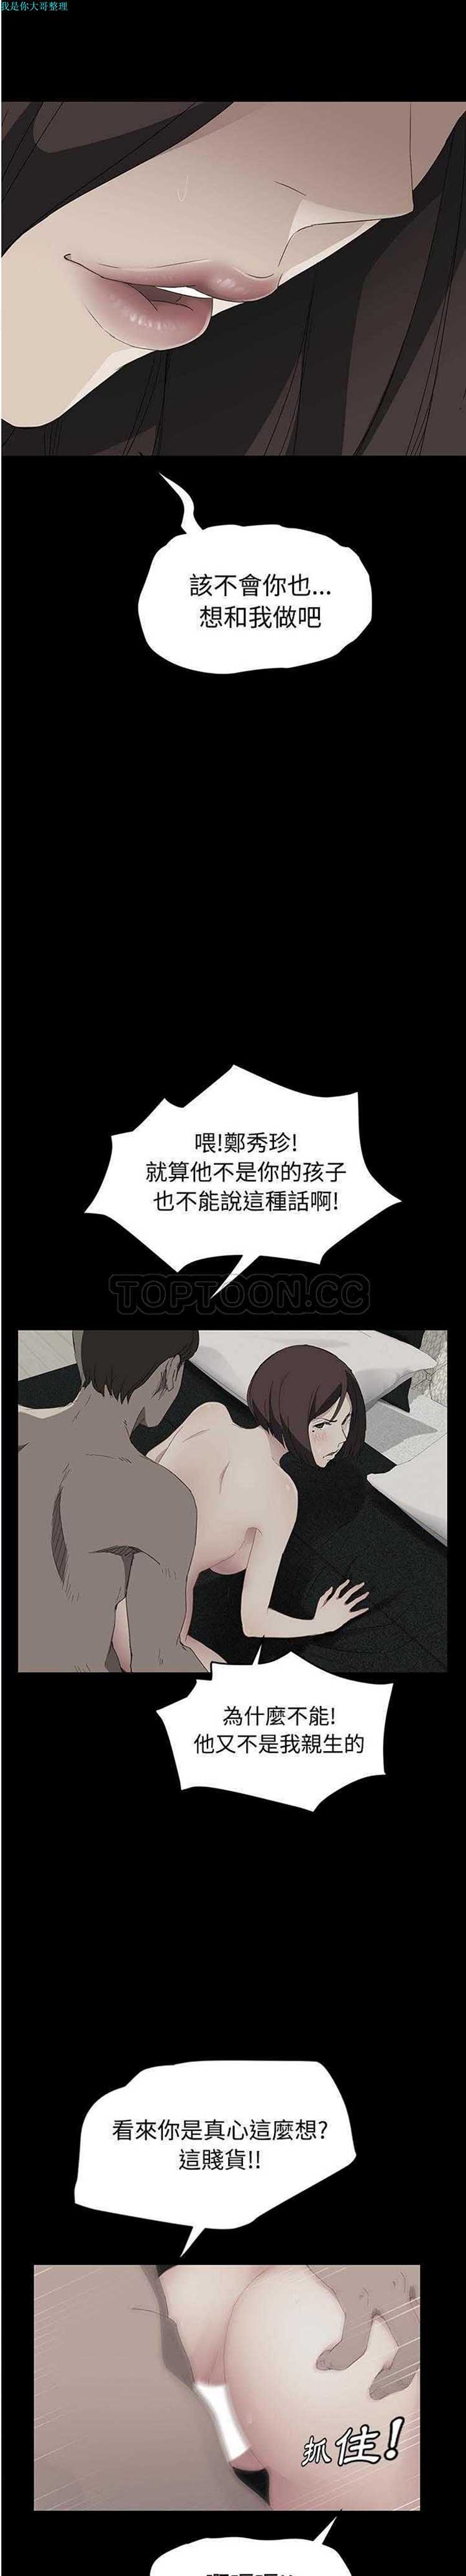 我是你大哥整理
該不會你也...
想和我做吧
喂!鄭秀珍!
就算他不是你的孩子
也不能說這種話啊!
TOPTOON.CC
為什麼不能!
他又不是我親生的
看來你是真心這麼想?
這賤貨!!
抓住!